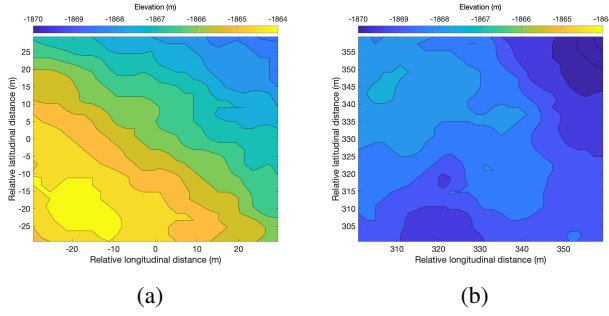 Elevation (m)
-1870 -1869 -1868 -1867 -1866 -1865 -1864
25
20
15
10
5
0
-5
-10
-15
-20
-25
Relative latitudinal distance (m)
-20 -10 0 10 20
Relative longitudinal distance (m)
(a)
Elevation (m)
-1870 -1869 -1868 -1867 -1866 -1865 -1864
355
350
345
340
335
330
325
320
315
310
305
Relative latitudinal distance (m)
310 320 330 340 350
Relative longitudinal distance (m)
(b)